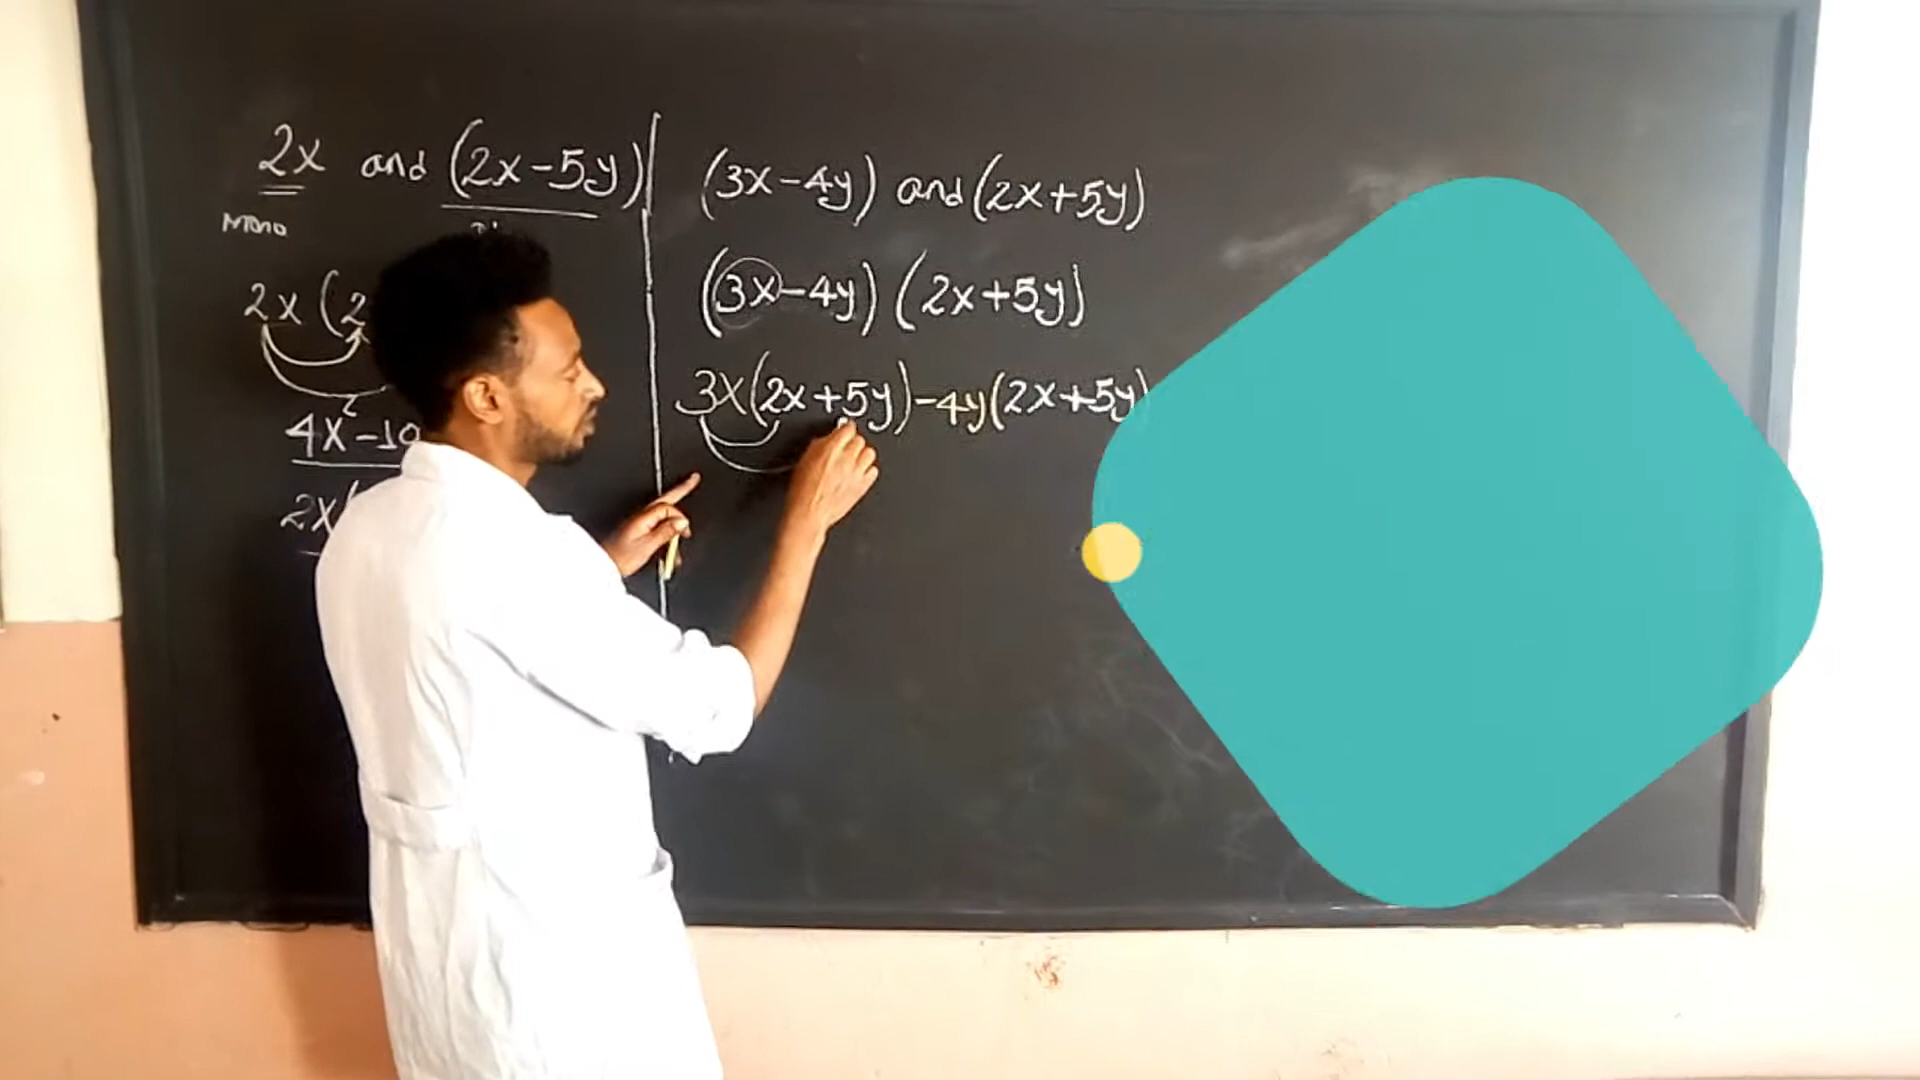 2x and (2x-5y)
Mono
2x(2
4x²-10
2x(
(3x-4y) and (2x+5y)
(3x-4y) (2x+5y)
3x(2x+5y)-4y(2x+5y)